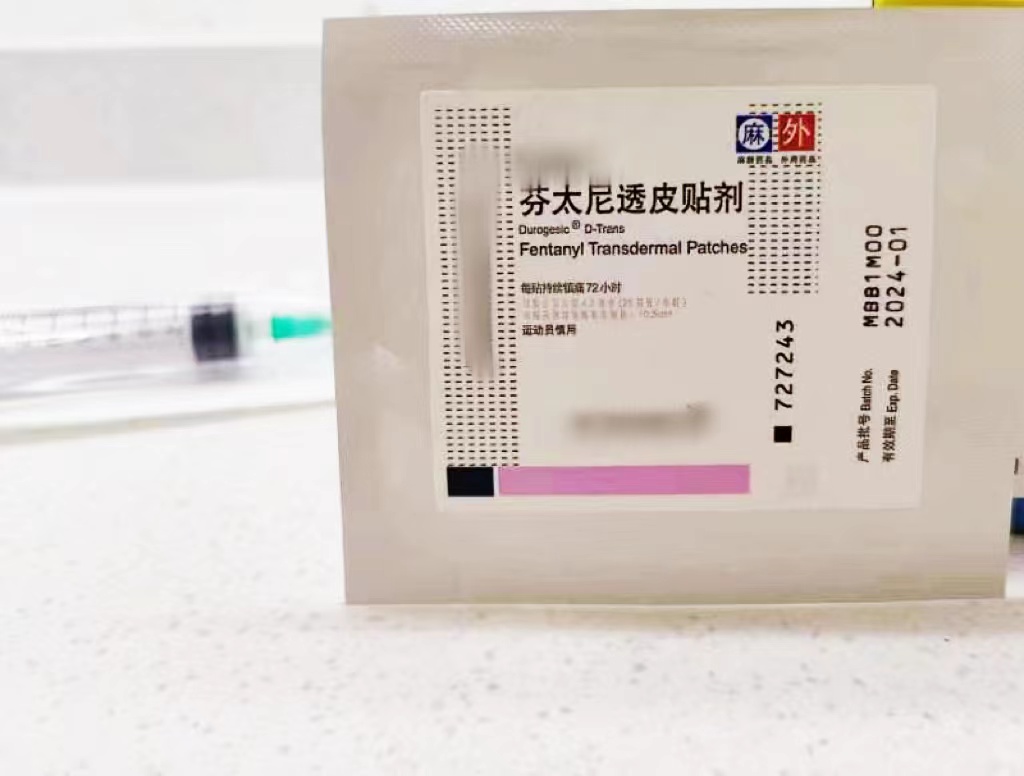 麻 外
麻醉药品 外用药品
芬太尼透皮贴剂
Durogesic® D-Trans
Fentanyl Transdermal Patches
每贴持续镇痛72小时
运动员慎用
727243
产品批号 Batch No. MBB1M00
有效期至 Exp. Date 2024-01